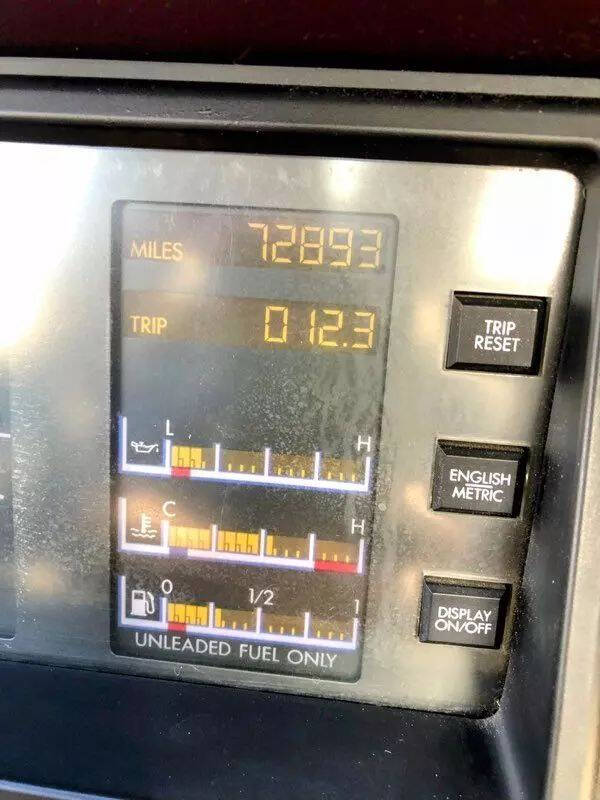 MILES 72893
TRIP 012.3
TRIP
RESET
L H
ENGLISH
METRIC
C H
0 1/2 1
DISPLAY
ON/OFF
UNLEADED FUEL ONLY